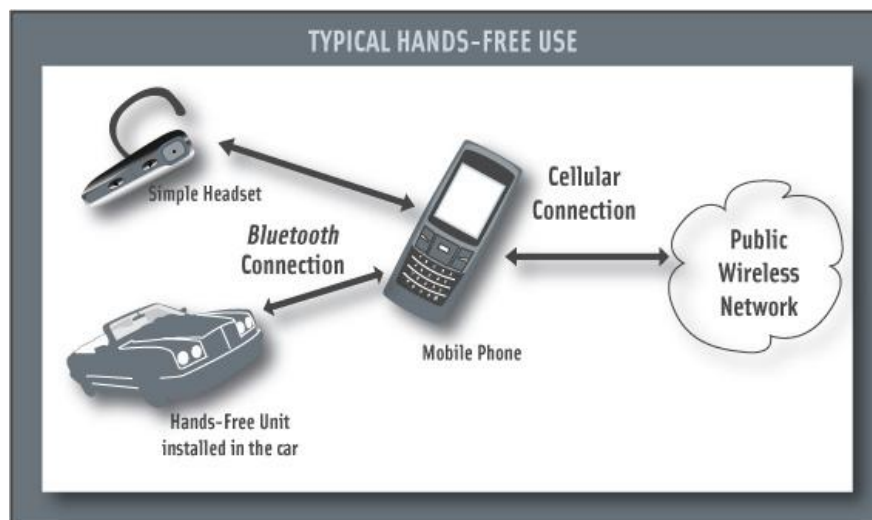 TYPICAL HANDS-FREE USE
Simple Headset
Bluetooth
Connection
Cellular
Connection
Public
Wireless
Network
Mobile Phone
Hands-Free Unit
installed in the car